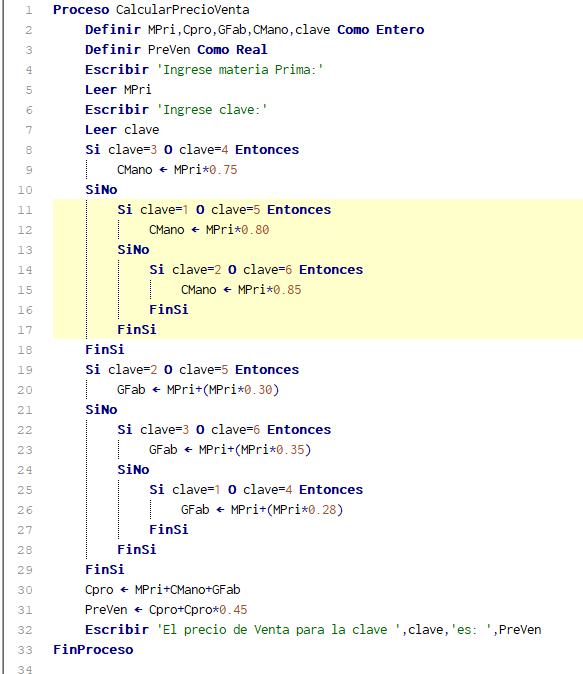 1 Proceso CalcularPrecioVenta
2 Definir MPri,Cpro,GFab,CMano,clave Como Entero
3 Definir PreVen Como Real
4 Escribir 'Ingrese materia Prima:'
5 Leer MPri
6 Escribir 'Ingrese clave:'
7 Leer clave
8 Si clave=3 O clave=4 Entonces
9 CMano ← MPri*0.75
10 SiNo
11 Si clave=1 O clave=5 Entonces
12 CMano ← MPri*0.80
13 SiNo
14 Si clave=2 O clave=6 Entonces
15 CMano ← MPri*0.85
16 FinSi
17 FinSi
18 FinSi
19 Si clave=2 O clave=5 Entonces
20 GFab ← MPri+(MPri*0.30)
21 SiNo
22 Si clave=3 O clave=6 Entonces
23 GFab ← MPri+(MPri*0.35)
24 SiNo
25 Si clave=1 O clave=4 Entonces
26 GFab ← MPri+(MPri*0.28)
27 FinSi
28 FinSi
29 FinSi
30 Cpro ← MPri+CMano+GFab
31 PreVen ← Cpro+Cpro*0.45
32 Escribir 'El precio de Venta para la clave ',clave,'es: ',PreVen
33 FinProceso
34